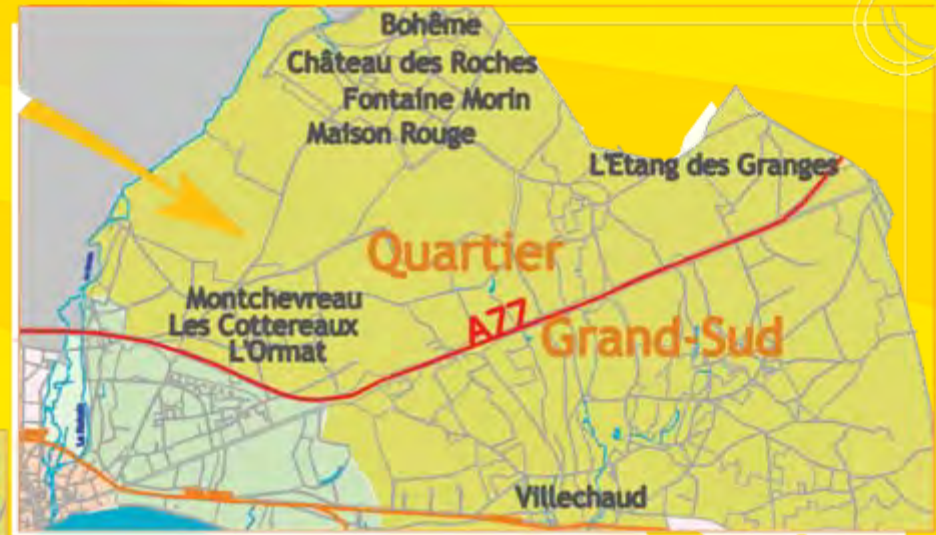 Bohême
Château des Roches
Fontaine Morin
Maison Rouge
L'Etang des Granges
Quartier
Montchevreau
Les Cottereaux
L'Ormat
A77
Grand-Sud
Villechaud